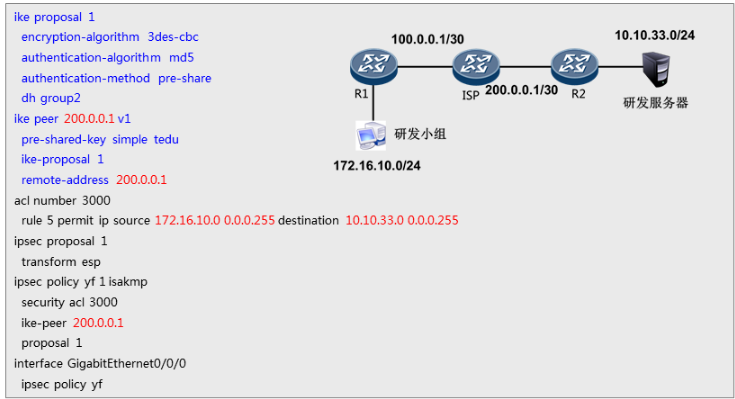 ike proposal 1
encryption-algorithm 3des-cbc
authentication-algorithm md5
authentication-method pre-share
dh group2
ike peer 200.0.0.1 v1
pre-shared-key simple tedu
ike-proposal 1
remote-address 200.0.0.1
acl number 3000
rule 5 permit ip source 172.16.10.0 0.0.0.255 destination 10.10.33.0 0.0.0.255
ipsec proposal 1
transform esp
ipsec policy yf 1 isakmp
security acl 3000
ike-peer 200.0.0.1
proposal 1
interface GigabitEthernet0/0/0
ipsec policy yf
100.0.0.1/30
10.10.33.0/24
R1
ISP
200.0.0.1/30
R2
研发服务器
研发小组
172.16.10.0/24